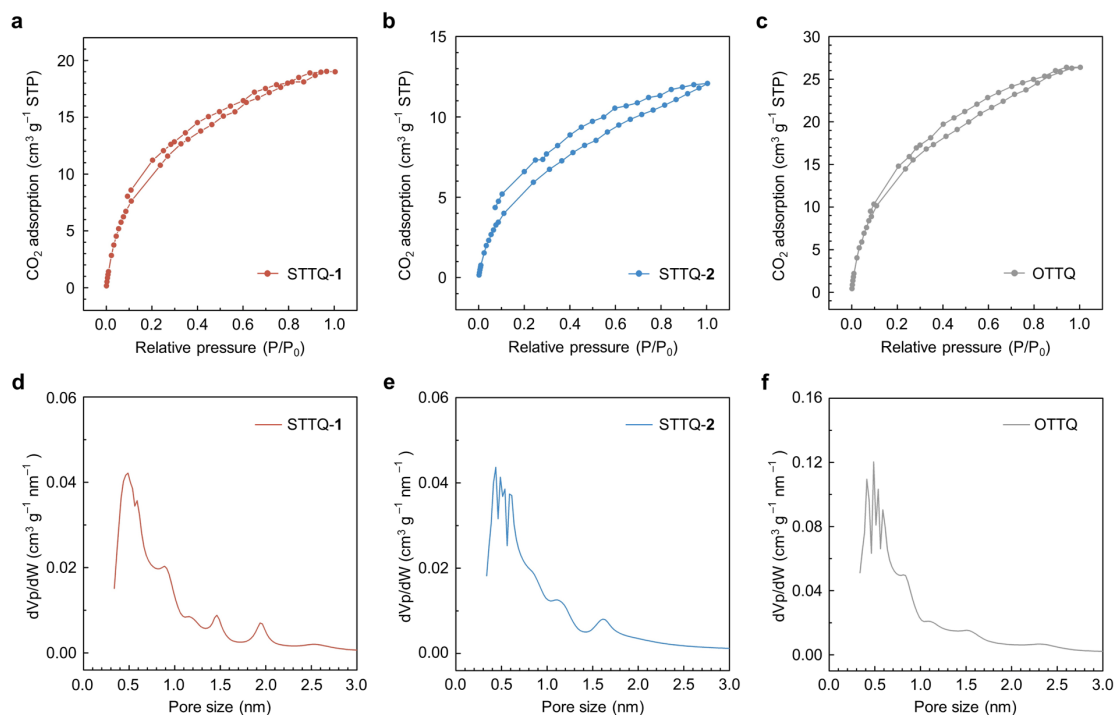 a
CO₂ adsorption (cm³ g⁻¹ STP)
20
15
10
5
0
STTQ-1
0.0 0.2 0.4 0.6 0.8 1.0
Relative pressure (P/P₀)
b
CO₂ adsorption (cm³ g⁻¹ STP)
15
10
5
0
STTQ-2
0.0 0.2 0.4 0.6 0.8 1.0
Relative pressure (P/P₀)
c
CO₂ adsorption (cm³ g⁻¹ STP)
30
25
20
15
10
5
0
OTTQ
0.0 0.2 0.4 0.6 0.8 1.0
Relative pressure (P/P₀)
d
dVp/dW (cm³ g⁻¹ nm⁻¹)
0.06
0.04
0.02
0.00
STTQ-1
0.0 0.5 1.0 1.5 2.0 2.5 3.0
Pore size (nm)
e
dVp/dW (cm³ g⁻¹ nm⁻¹)
0.06
0.04
0.02
0.00
STTQ-2
0.0 0.5 1.0 1.5 2.0 2.5 3.0
Pore size (nm)
f
dVp/dW (cm³ g⁻¹ nm⁻¹)
0.16
0.12
0.08
0.04
0.00
OTTQ
0.0 0.5 1.0 1.5 2.0 2.5 3.0
Pore size (nm)